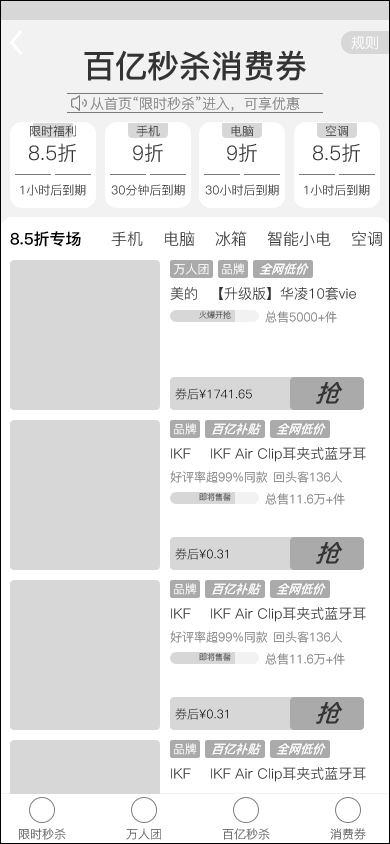 规则
百亿秒杀消费券
从首页“限时秒杀”进入，可享优惠
限时福利 手机 电脑 空调
8.5折 9折 9折 8.5折
1小时后到期 30分钟后到期 30小时后到期 1小时后到期
8.5折专场 手机 电脑 冰箱 智能小电 空调
万人团 品牌 全网低价
美的 【升级版】华凌10套vie
火爆开抢 总售5000+件
券后¥1741.65 抢
品牌 百亿补贴 全网低价
IKF IKF Air Clip耳夹式蓝牙耳
好评率超99%同款 回头客136人
即将售罄 总售11.6万+件
券后¥0.31 抢
品牌 百亿补贴 全网低价
IKF IKF Air Clip耳夹式蓝牙耳
好评率超99%同款 回头客136人
即将售罄 总售11.6万+件
券后¥0.31 抢
品牌 百亿补贴 全网低价
IKF IKF Air Clip耳夹式蓝牙耳
限时秒杀 万人团 百亿秒杀 消费券